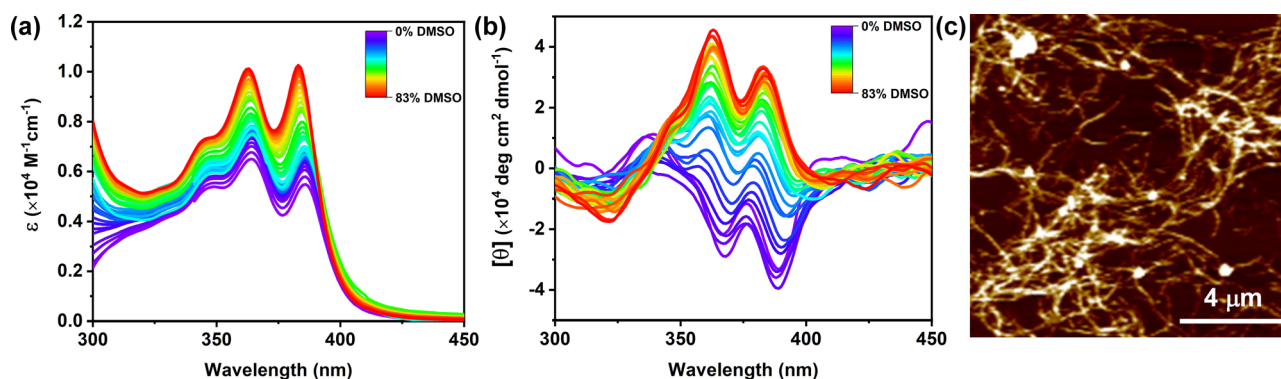 (a)
1.2
1.0
0.8
0.6
0.4
0.2
0.0
ε (×10⁴ M⁻¹cm⁻¹)
0% DMSO
83% DMSO
300
350
400
450
Wavelength (nm)
(b)
4
2
0
-2
-4
[θ] (×10⁴ deg cm² dmol⁻¹)
0% DMSO
83% DMSO
300
350
400
450
Wavelength (nm)
(c)
4 μm